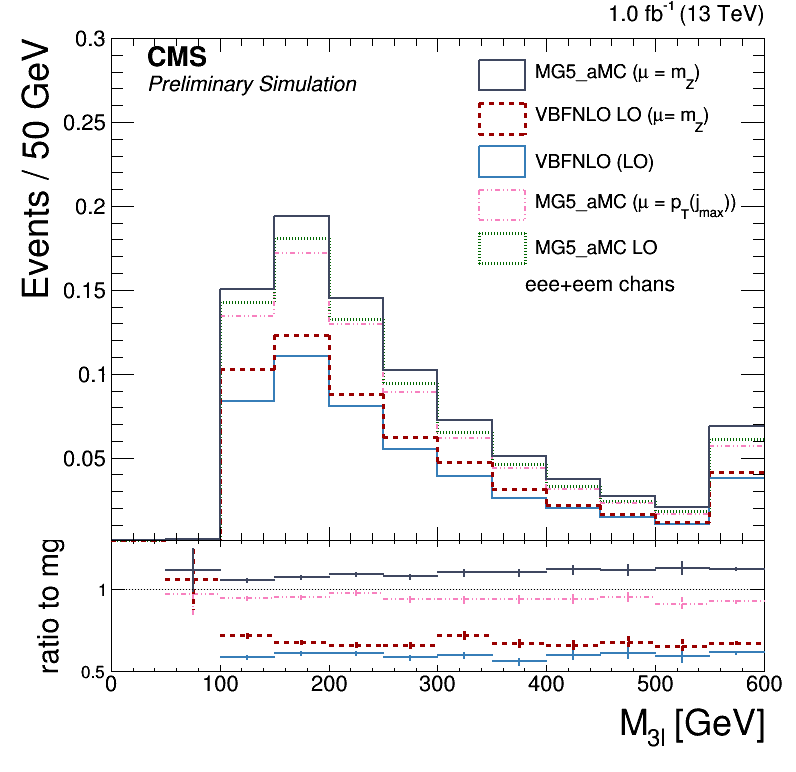 1.0 fb⁻¹ (13 TeV)
CMS
Preliminary Simulation
MG5_aMC (μ = m_Z)
VBFNLO LO (μ= m_Z)
VBFNLO (LO)
MG5_aMC (μ = p_T(j_max))
MG5_aMC LO
eee+eem chans
Events / 50 GeV
0.3
0.25
0.2
0.15
0.1
0.05
ratio to mg
1
0.5
0 100 200 300 400 500 600
M_3l [GeV]